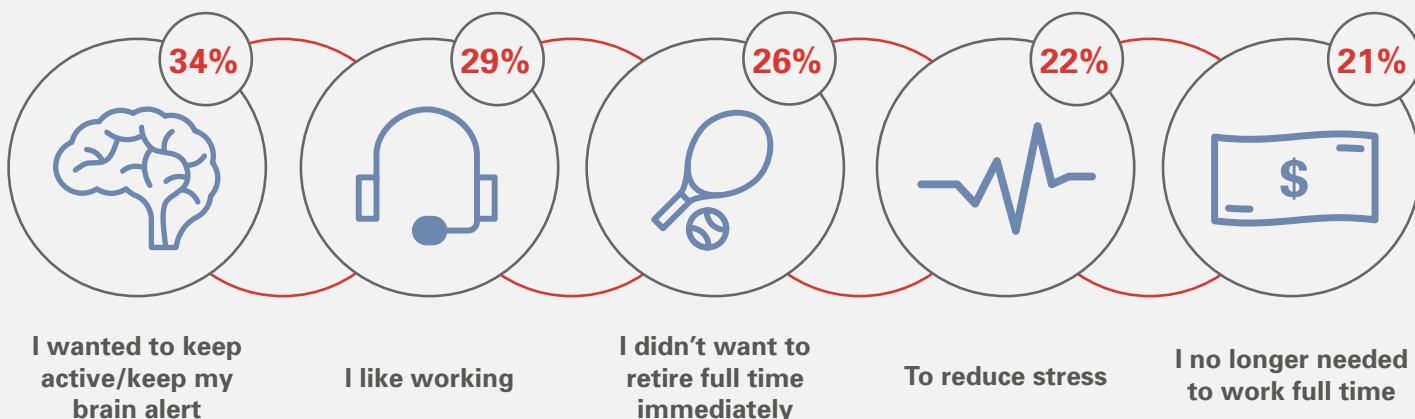 34%
29%
26%
22%
21%
$
I wanted to keep
active/keep my
brain alert
I like working
I didn’t want to
retire full time
immediately
To reduce stress
I no longer needed
to work full time